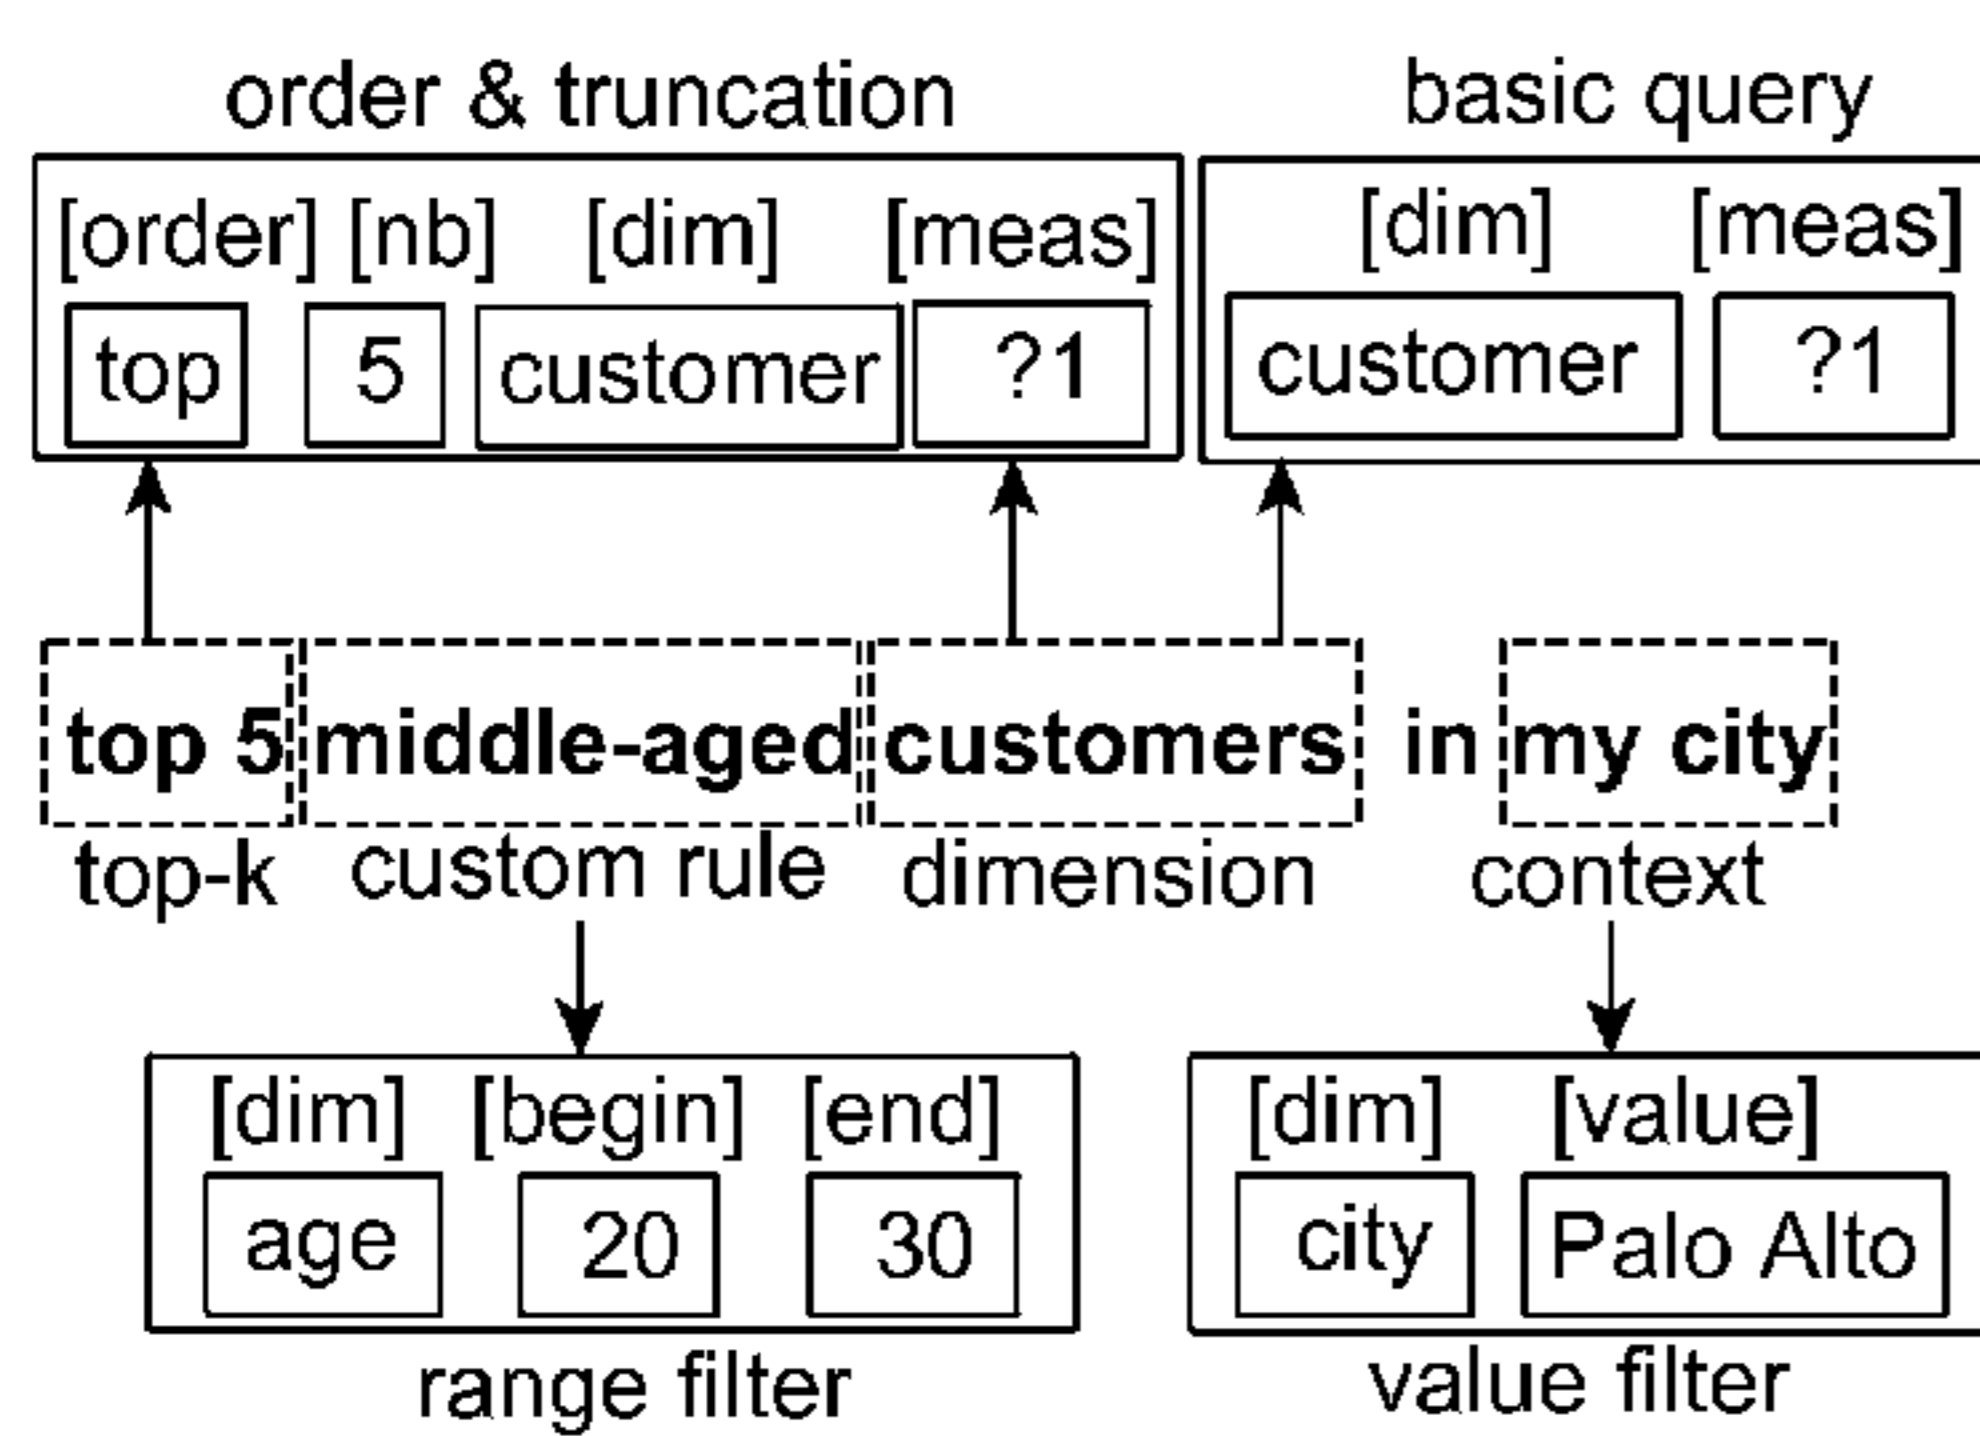 order & truncation basic query
[order] [nb] [dim] [meas] [dim] [meas]
top 5 customer ?1 customer ?1
top 5 middle-aged customers in my city
top-k custom rule dimension context
[dim] [begin] [end] [dim] [value]
age 20 30 city Palo Alto
range filter value filter